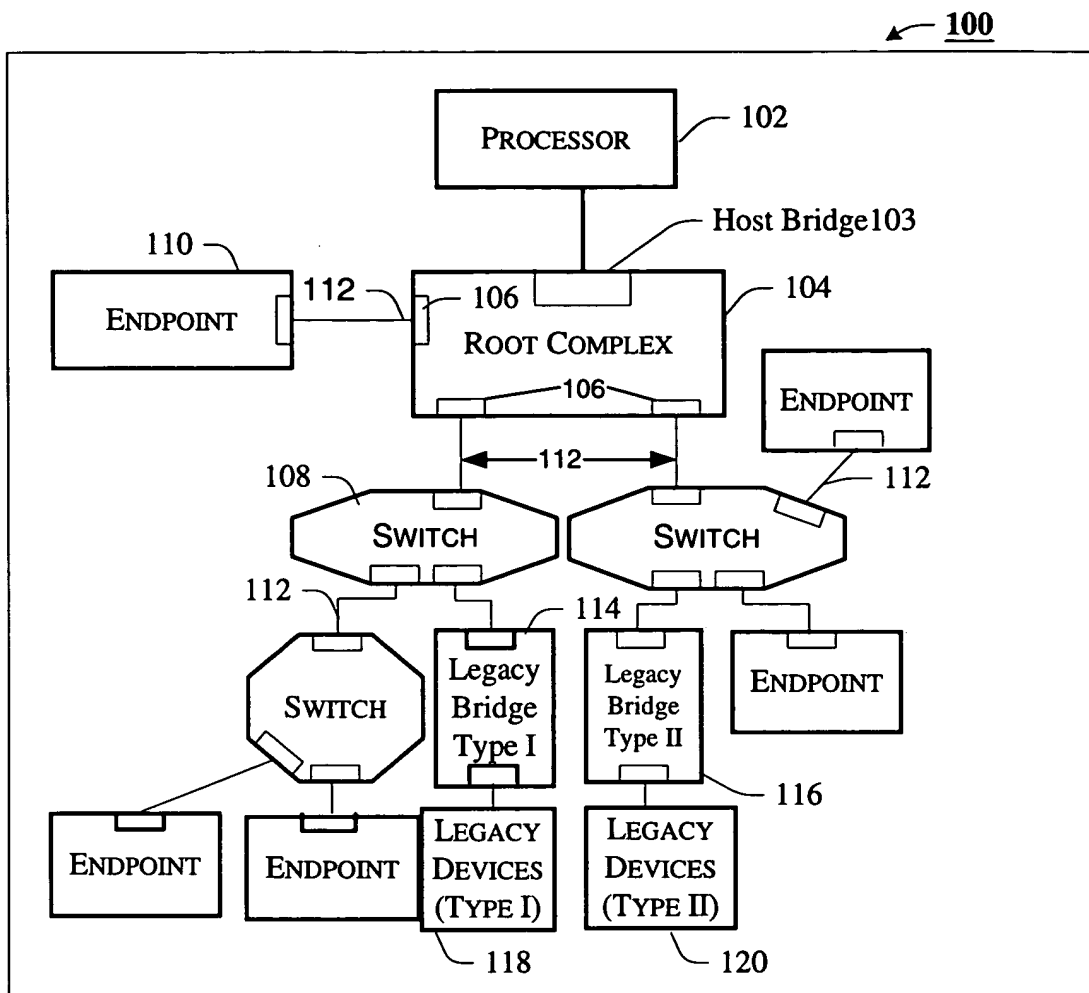 100
PROCESSOR
102
Host Bridge103
110
ENDPOINT
112
106
ROOT COMPLEX
104
106
ENDPOINT
112
112
108
SWITCH
SWITCH
112
114
SWITCH
Legacy
Bridge
Type I
Legacy
Bridge
Type II
ENDPOINT
116
ENDPOINT
ENDPOINT
LEGACY
DEVICES
(TYPE I)
LEGACY
DEVICES
(TYPE II)
118
120